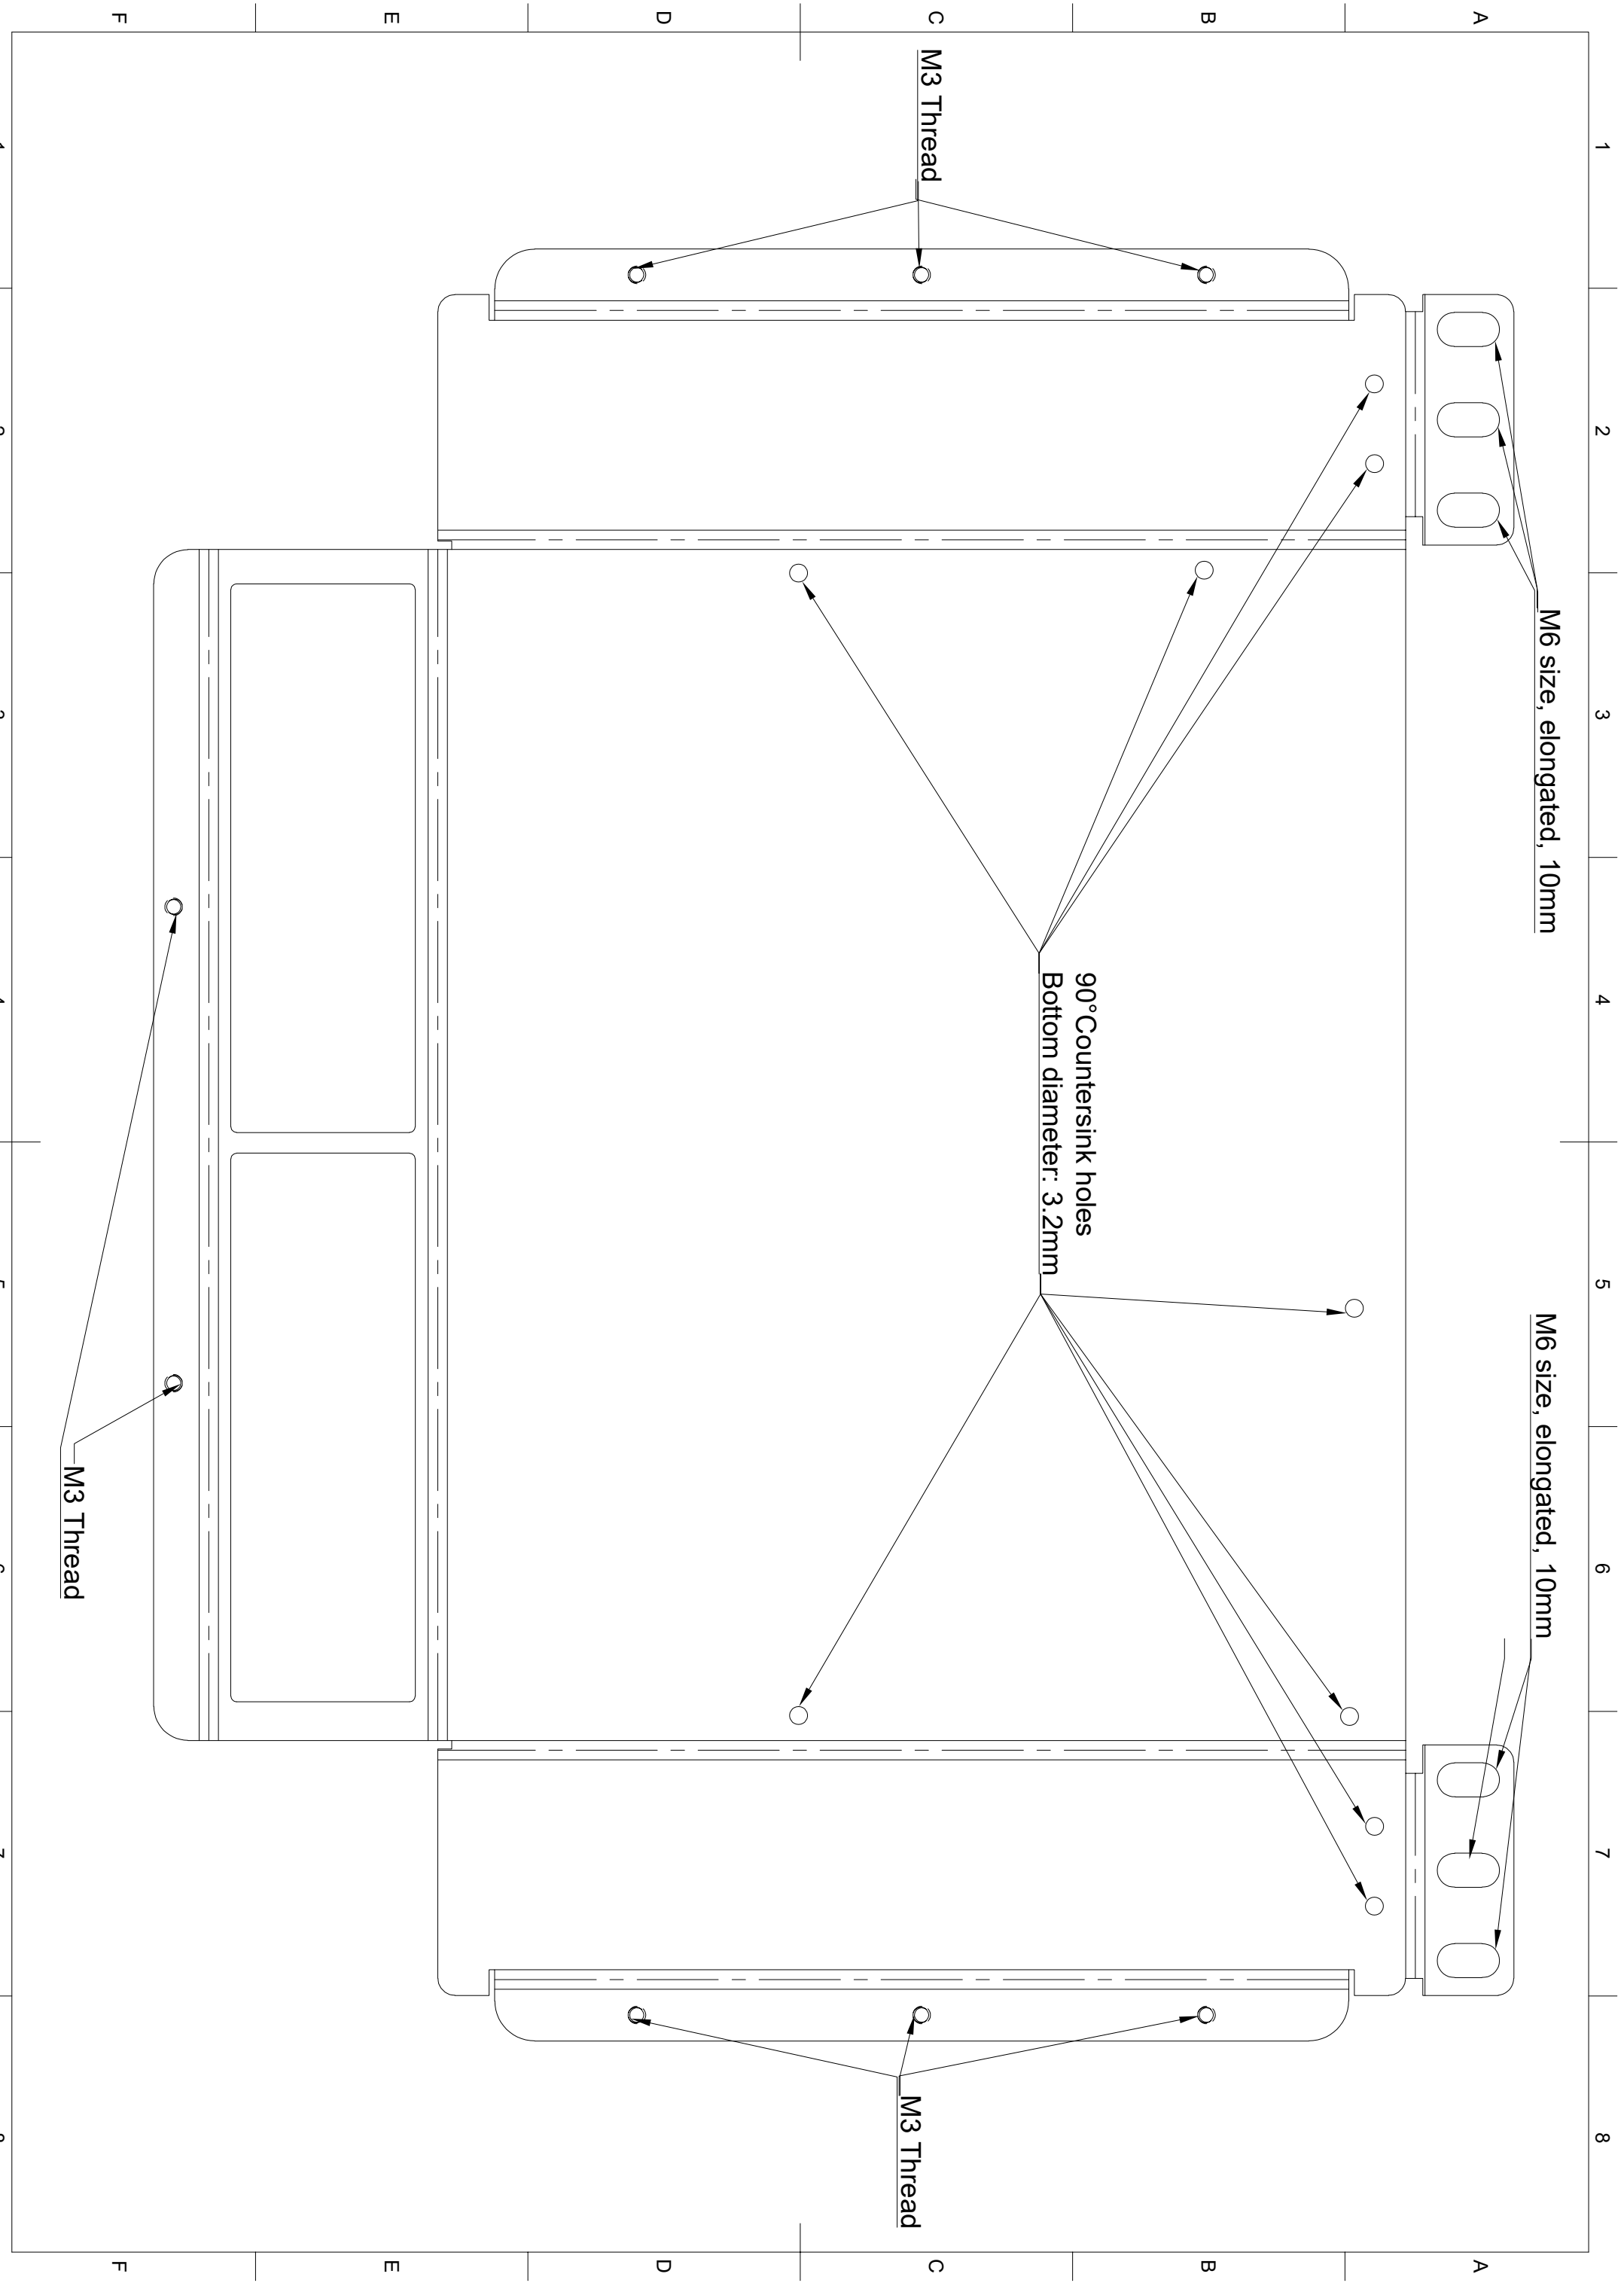 1 2 3 4 5 6 7 8
M6 size, elongated, 10mm
M6 size, elongated, 10mm
A A
B B
90°Countersink holes
Bottom diameter: 3.2mm
C C
M3 Thread
M3 Thread
D D
E E
F F
M3 Thread